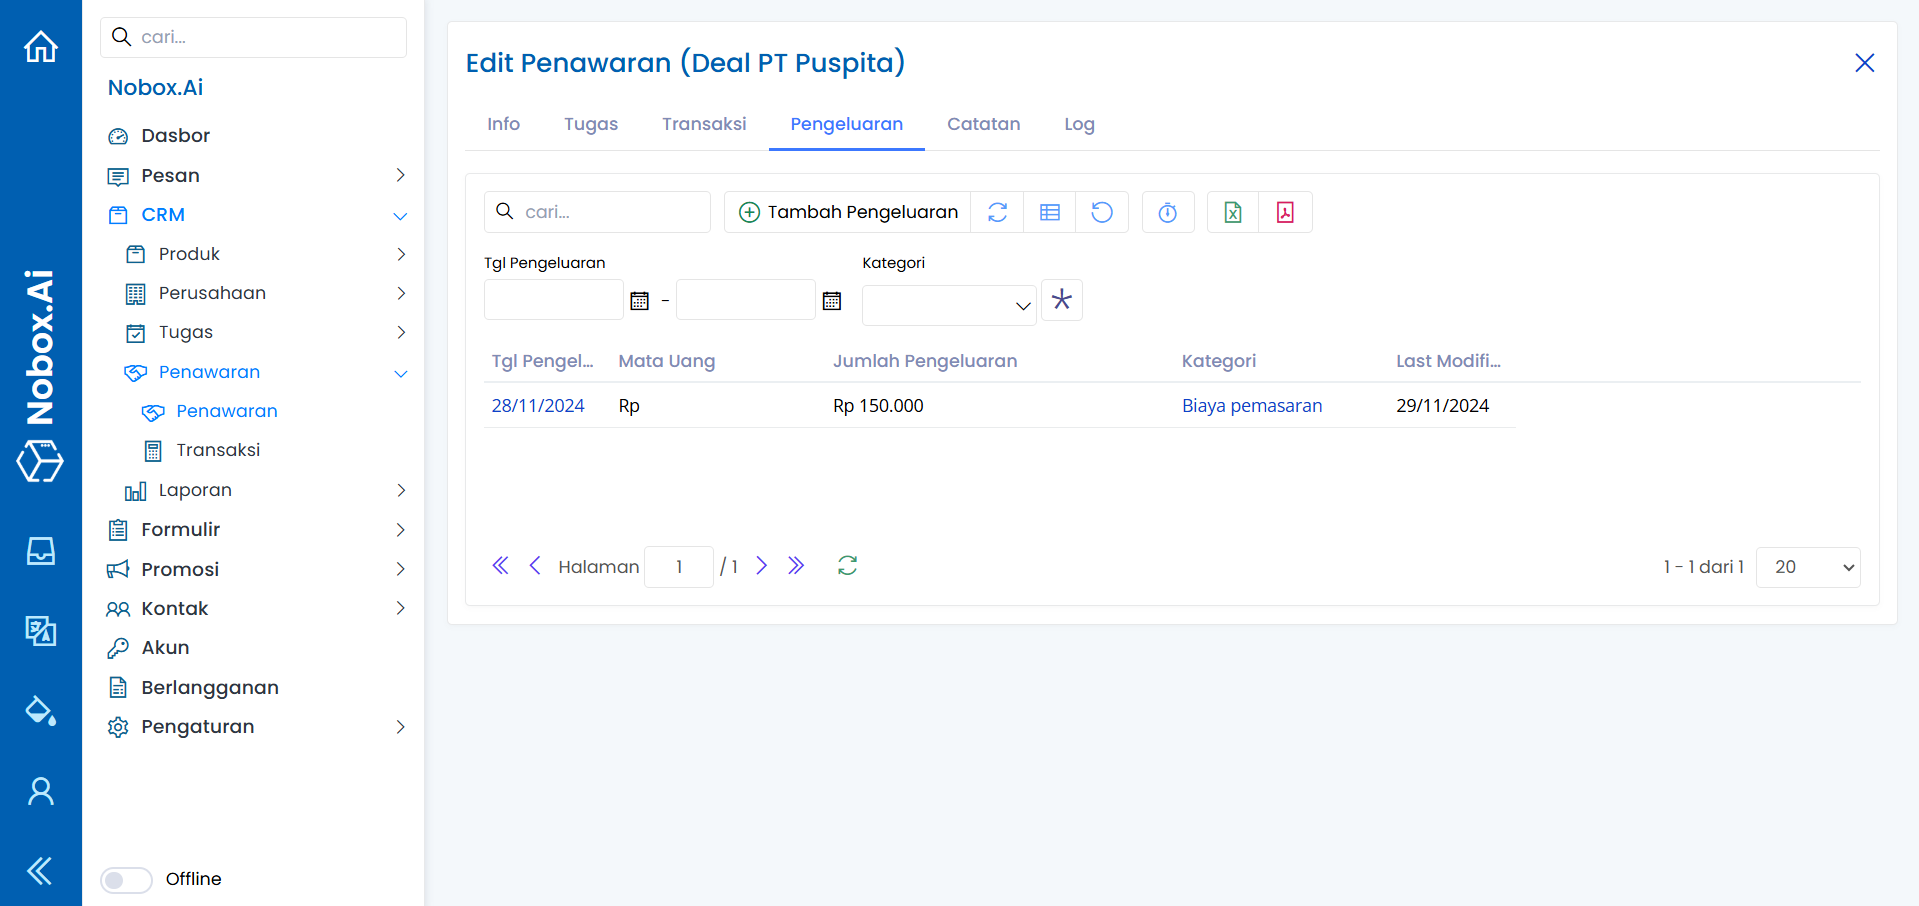 Nobox.Ai
cari...
Nobox.Ai
Dasbor
Pesan
CRM
Produk
Perusahaan
Tugas
Penawaran
Penawaran
Transaksi
Laporan
Formulir
Promosi
Kontak
Akun
Berlangganan
Pengaturan
Offline
Edit Penawaran (Deal PT Puspita)
Info Tugas Transaksi Pengeluaran Catatan Log
cari... Tambah Pengeluaran
Tgl Pengeluaran Kategori
-
Tgl Pengel... Mata Uang Jumlah Pengeluaran Kategori Last Modifi...
28/11/2024 Rp Rp 150.000 Biaya pemasaran 29/11/2024
Halaman 1 / 1 1 - 1 dari 1 20